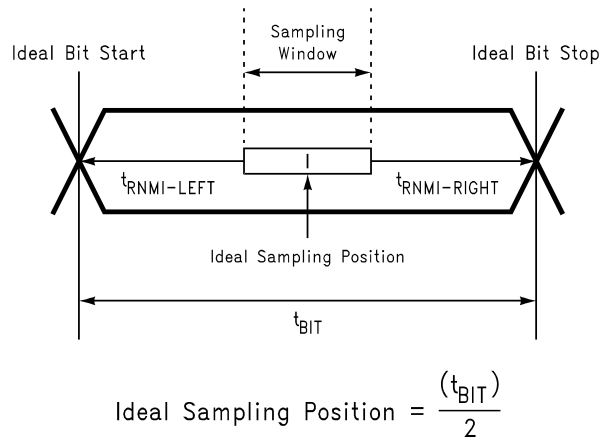 Sampling
Window
Ideal Bit Start
Ideal Bit Stop
tRNMI-LEFT
tRNMI-RIGHT
Ideal Sampling Position
tBIT
Ideal Sampling Position = (tBIT) / 2